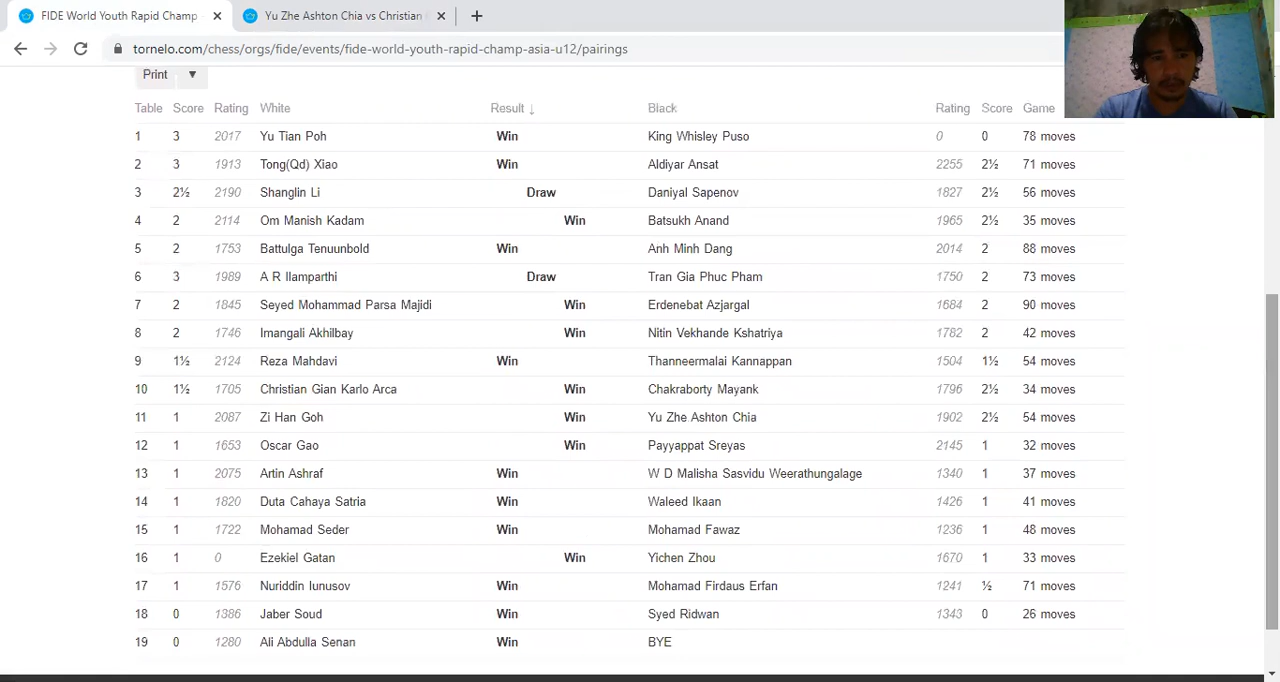 FIDE World Youth Rapid Champ
Yu Zhe Ashton Chia vs Christian
tornelo.com/chess/orgs/fide/events/fide-world-youth-rapid-champ-asia-u12/pairings
Print
Table Score Rating White Result ↓ Black Rating Score Game
1 3 2017 Yu Tian Poh Win King Whisley Puso 0 0 78 moves
2 3 1913 Tong(Qd) Xiao Win Aldiyar Ansat 2255 2½ 71 moves
3 2½ 2190 Shanglin Li Draw Daniyal Sapenov 1827 2½ 56 moves
4 2 2114 Om Manish Kadam Win Batsukh Anand 1965 2½ 35 moves
5 2 1753 Battulga Tenuunbold Win Anh Minh Dang 2014 2 88 moves
6 3 1989 A R Ilamparthi Draw Tran Gia Phuc Pham 1750 2 73 moves
7 2 1845 Seyed Mohammad Parsa Majidi Win Erdenebat Azjargal 1684 2 90 moves
8 2 1746 Imangali Akhilbay Win Nitin Vekhande Kshatriya 1782 2 42 moves
9 1½ 2124 Reza Mahdavi Win Thanneermalai Kannappan 1504 1½ 54 moves
10 1½ 1705 Christian Gian Karlo Arca Win Chakraborty Mayank 1796 2½ 34 moves
11 1 2087 Zi Han Goh Win Yu Zhe Ashton Chia 1902 2½ 54 moves
12 1 1653 Oscar Gao Win Payyappat Sreyas 2145 1 32 moves
13 1 2075 Artin Ashraf Win W D Malisha Sasvidu Weerathungalage 1340 1 37 moves
14 1 1820 Duta Cahaya Satria Win Waleed Ikaan 1426 1 41 moves
15 1 1722 Mohamad Seder Win Mohamad Fawaz 1236 1 48 moves
16 1 0 Ezekiel Gatan Win Yichen Zhou 1670 1 33 moves
17 1 1576 Nuriddin Iunusov Win Mohamad Firdaus Erfan 1241 ½ 71 moves
18 0 1386 Jaber Soud Win Syed Ridwan 1343 0 26 moves
19 0 1280 Ali Abdulla Senan Win BYE